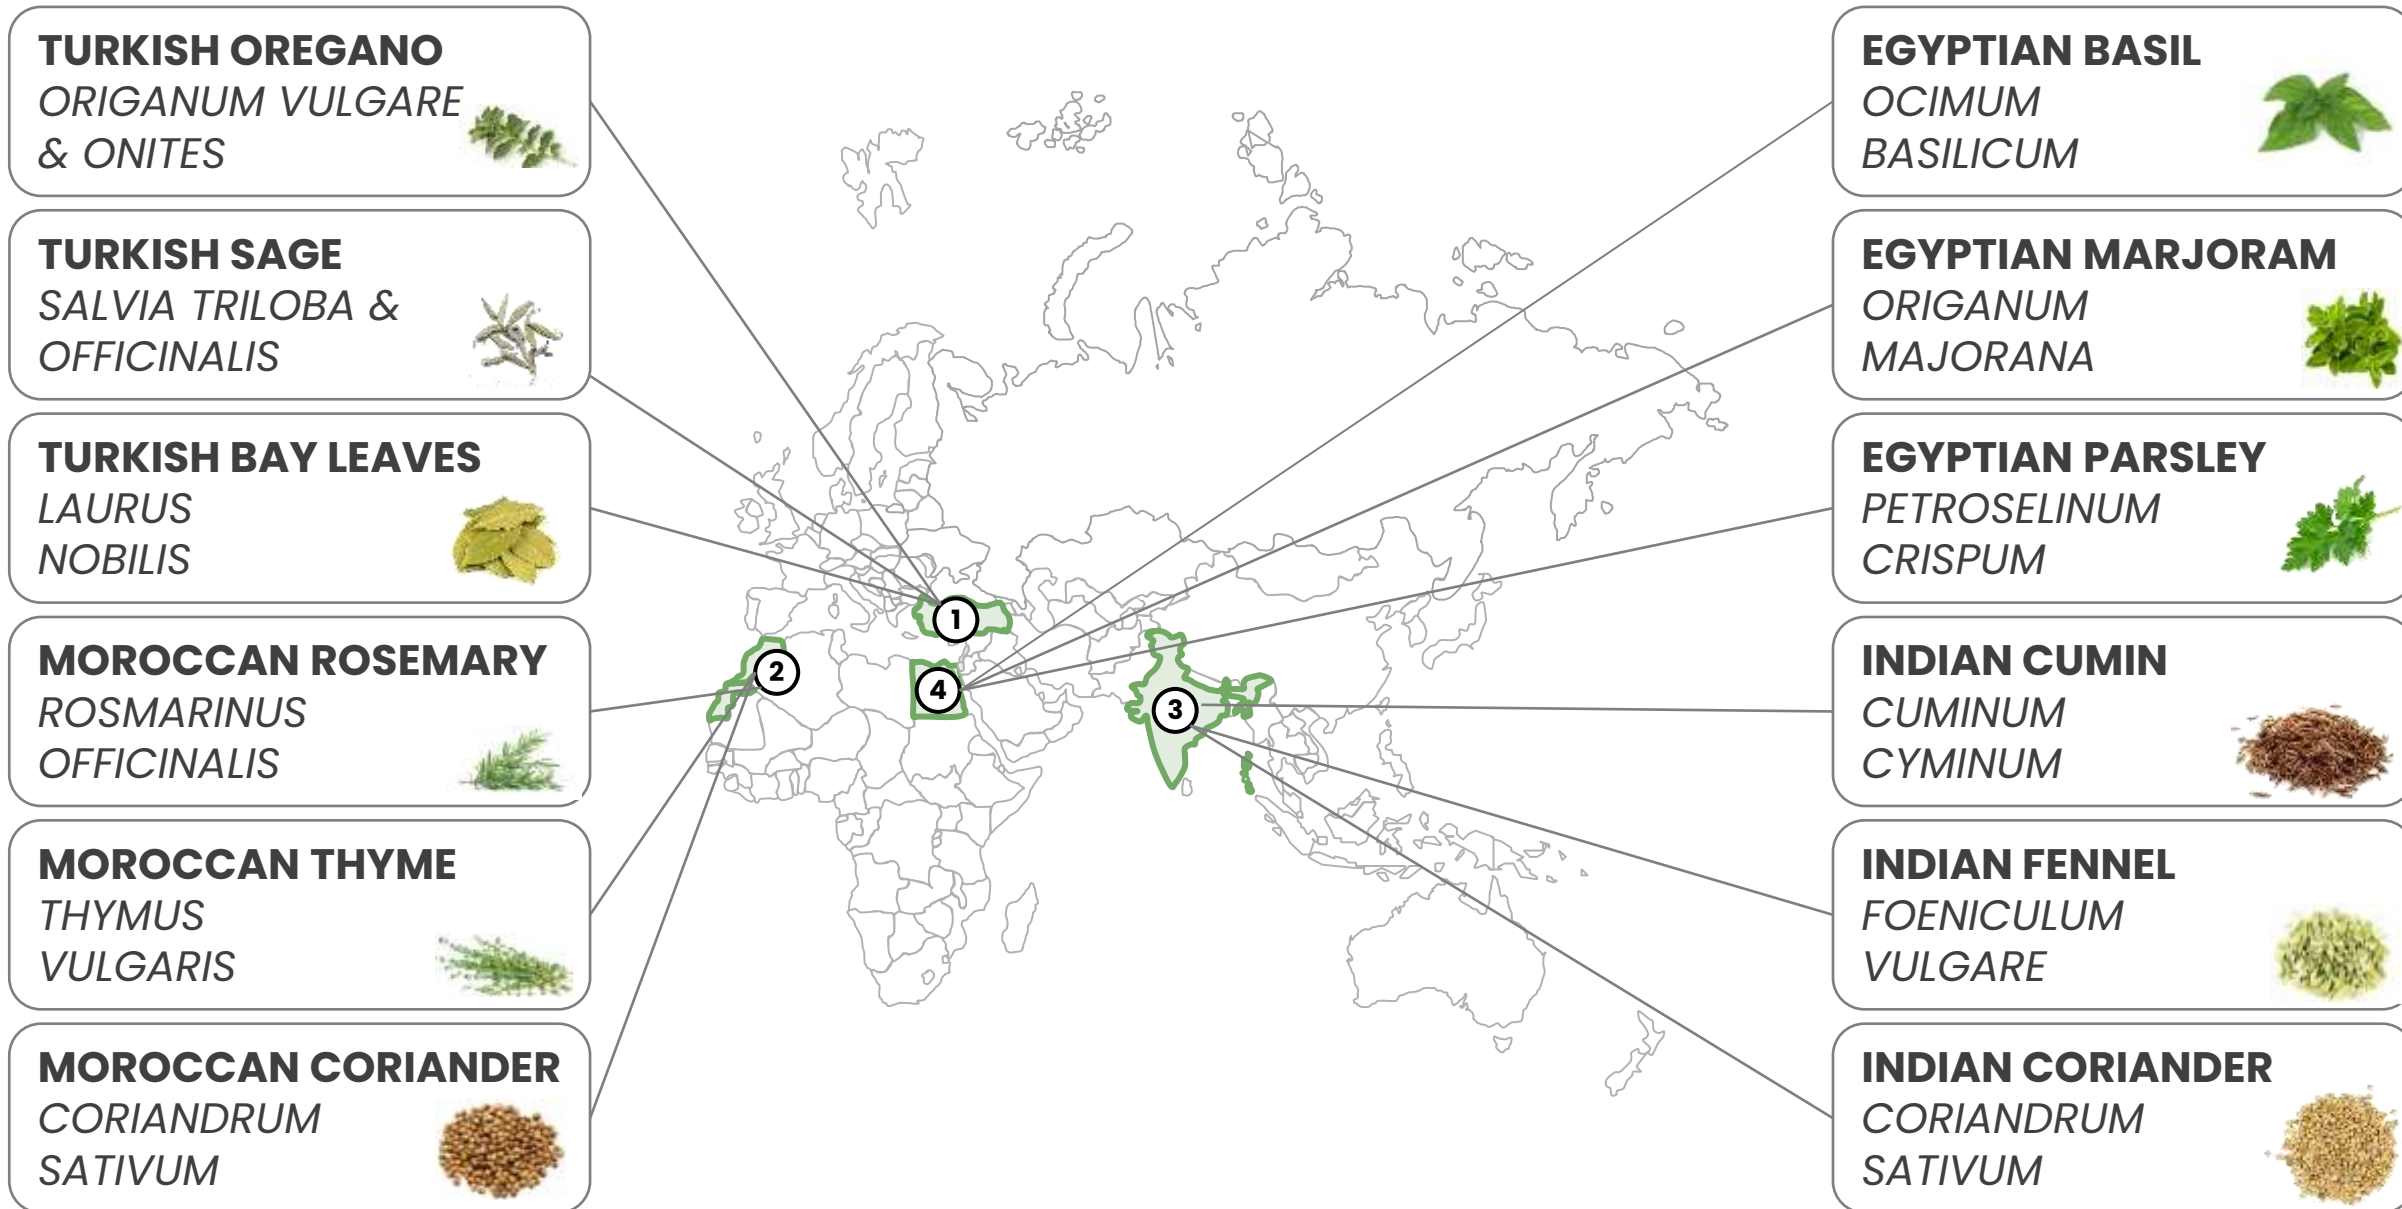 TURKISH OREGANO
ORIGANUM VULGARE
& ONITES
TURKISH SAGE
SALVIA TRILOBA &
OFFICINALIS
TURKISH BAY LEAVES
LAURUS
NOBILIS
MOROCCAN ROSEMARY
ROSMARINUS
OFFICINALIS
MOROCCAN THYME
THYMUS
VULGARIS
MOROCCAN CORIANDER
CORIANDRUM
SATIVUM
1
2
4
3
EGYPTIAN BASIL
OCIMUM
BASILICUM
EGYPTIAN MARJORAM
ORIGANUM
MAJORANA
EGYPTIAN PARSLEY
PETROSELINUM
CRISPUM
INDIAN CUMIN
CUMINUM
CYMINUM
INDIAN FENNEL
FOENICULUM
VULGARE
INDIAN CORIANDER
CORIANDRUM
SATIVUM